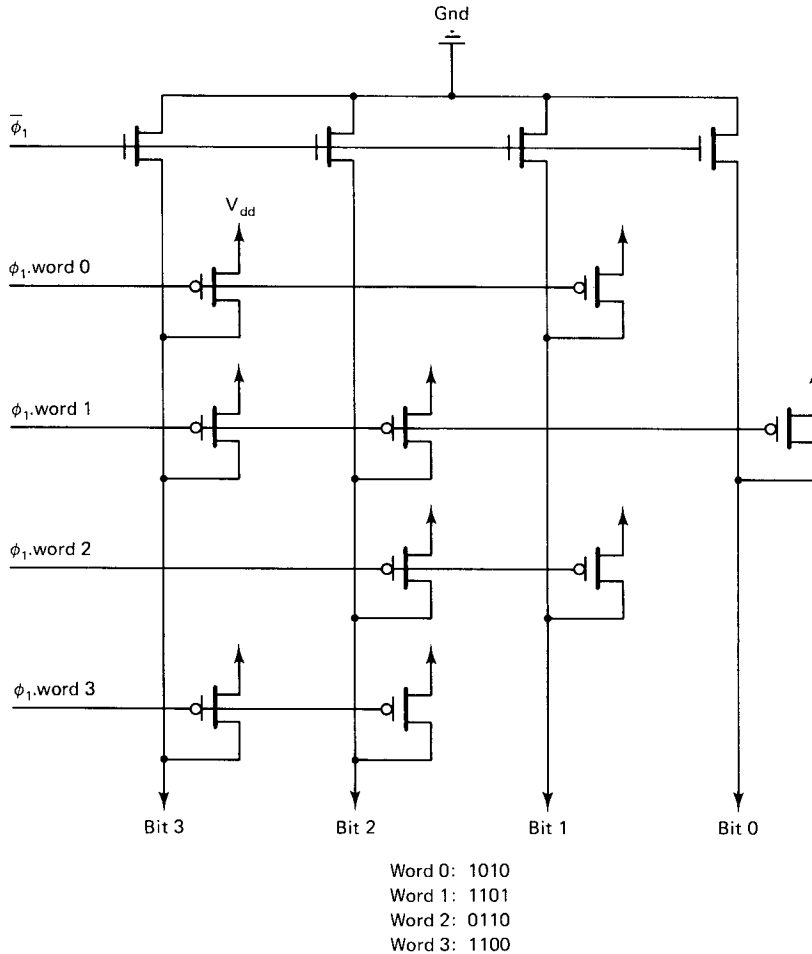 Gnd
φ̅₁
V_dd
φ₁.word 0
φ₁.word 1
φ₁.word 2
φ₁.word 3
Bit 3 Bit 2 Bit 1 Bit 0
Word 0: 1010
Word 1: 1101
Word 2: 0110
Word 3: 1100